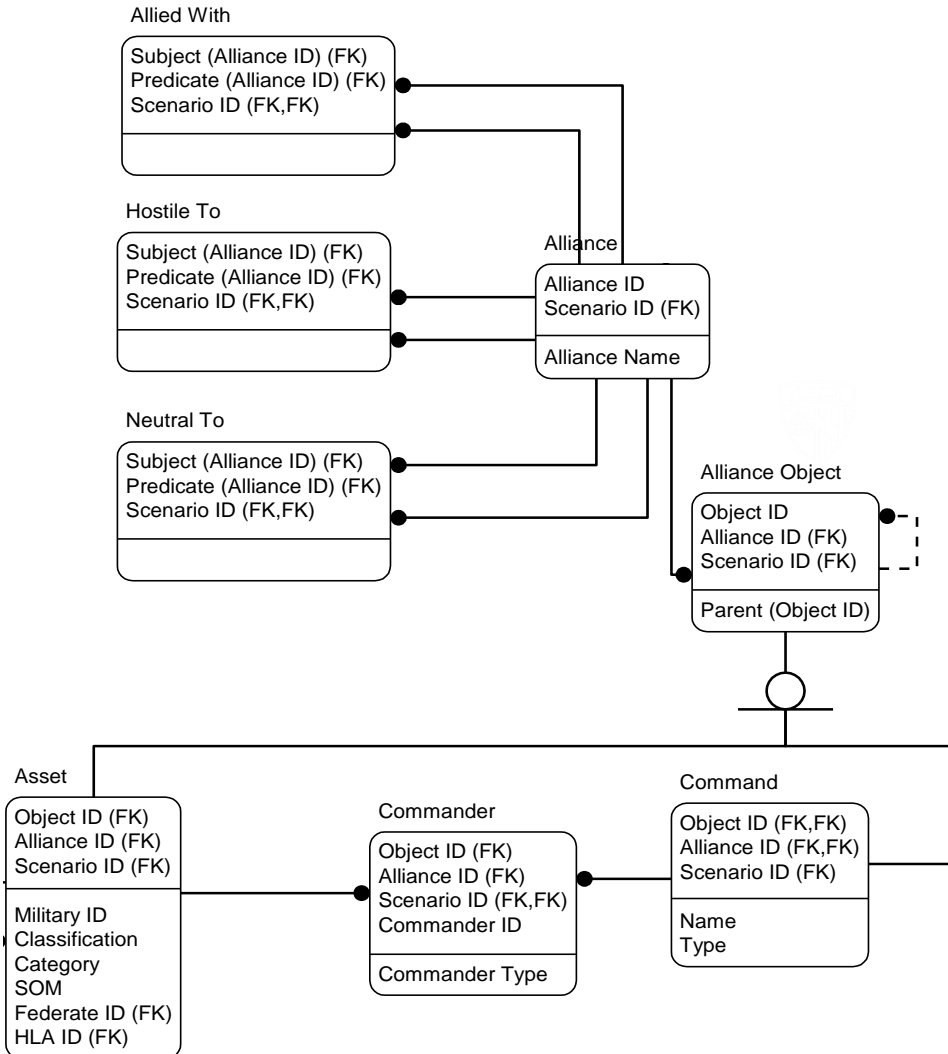 Allied With
Subject (Alliance ID) (FK)
Predicate (Alliance ID) (FK)
Scenario ID (FK,FK)
Hostile To
Subject (Alliance ID) (FK)
Predicate (Alliance ID) (FK)
Scenario ID (FK,FK)
Alliance
Alliance ID
Scenario ID (FK)
Alliance Name
Neutral To
Subject (Alliance ID) (FK)
Predicate (Alliance ID) (FK)
Scenario ID (FK,FK)
Alliance Object
Object ID
Alliance ID (FK)
Scenario ID (FK)
Parent (Object ID)
Asset
Object ID (FK)
Alliance ID (FK)
Scenario ID (FK)
Military ID
Classification
Category
SOM
Federate ID (FK)
HLA ID (FK)
Commander
Object ID (FK)
Alliance ID (FK)
Scenario ID (FK,FK)
Commander ID
Commander Type
Command
Object ID (FK,FK)
Alliance ID (FK,FK)
Scenario ID (FK)
Name
Type